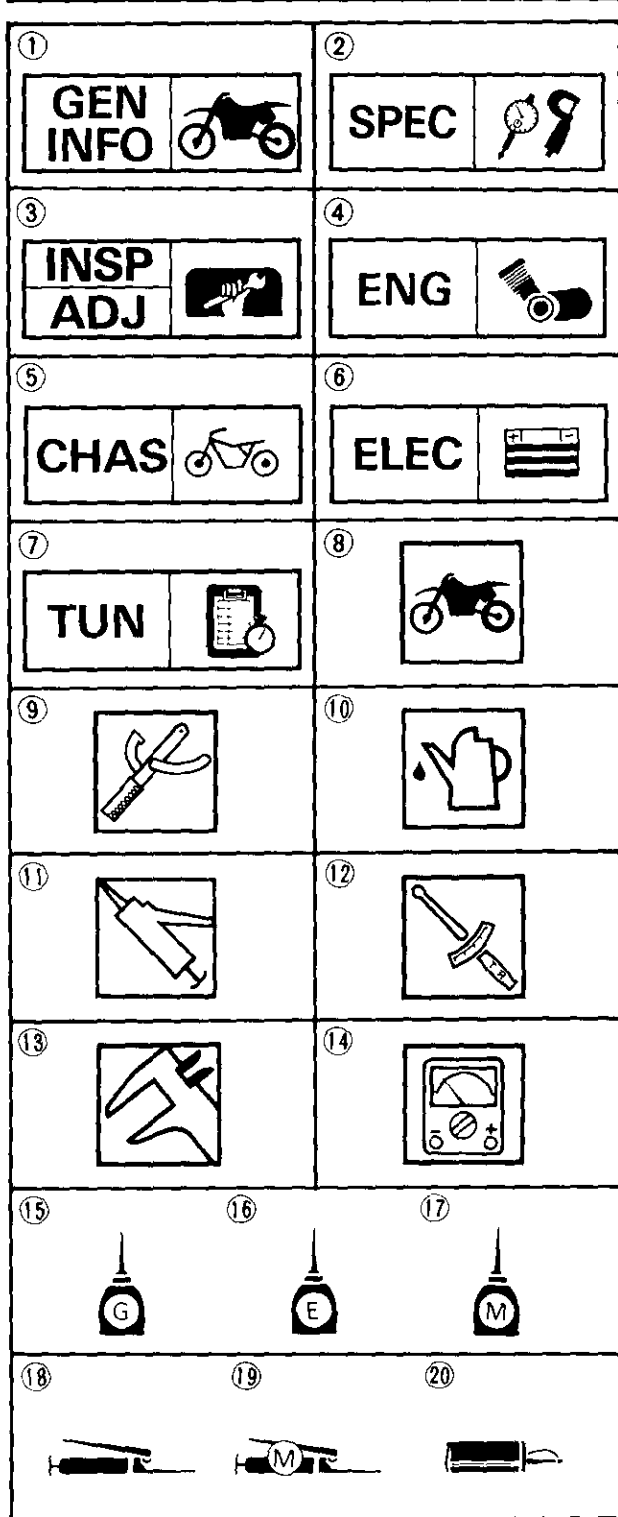 ① ②
GEN
INFO
SPEC
③ ④
INSP
ADJ
ENG
⑤ ⑥
CHAS
ELEC
+ -
⑦ ⑧
TUN
⑨ ⑩
⑪ ⑫
T R
⑬ ⑭
- +
⑮ ⑯ ⑰
G E M
⑱ ⑲ ⑳
M